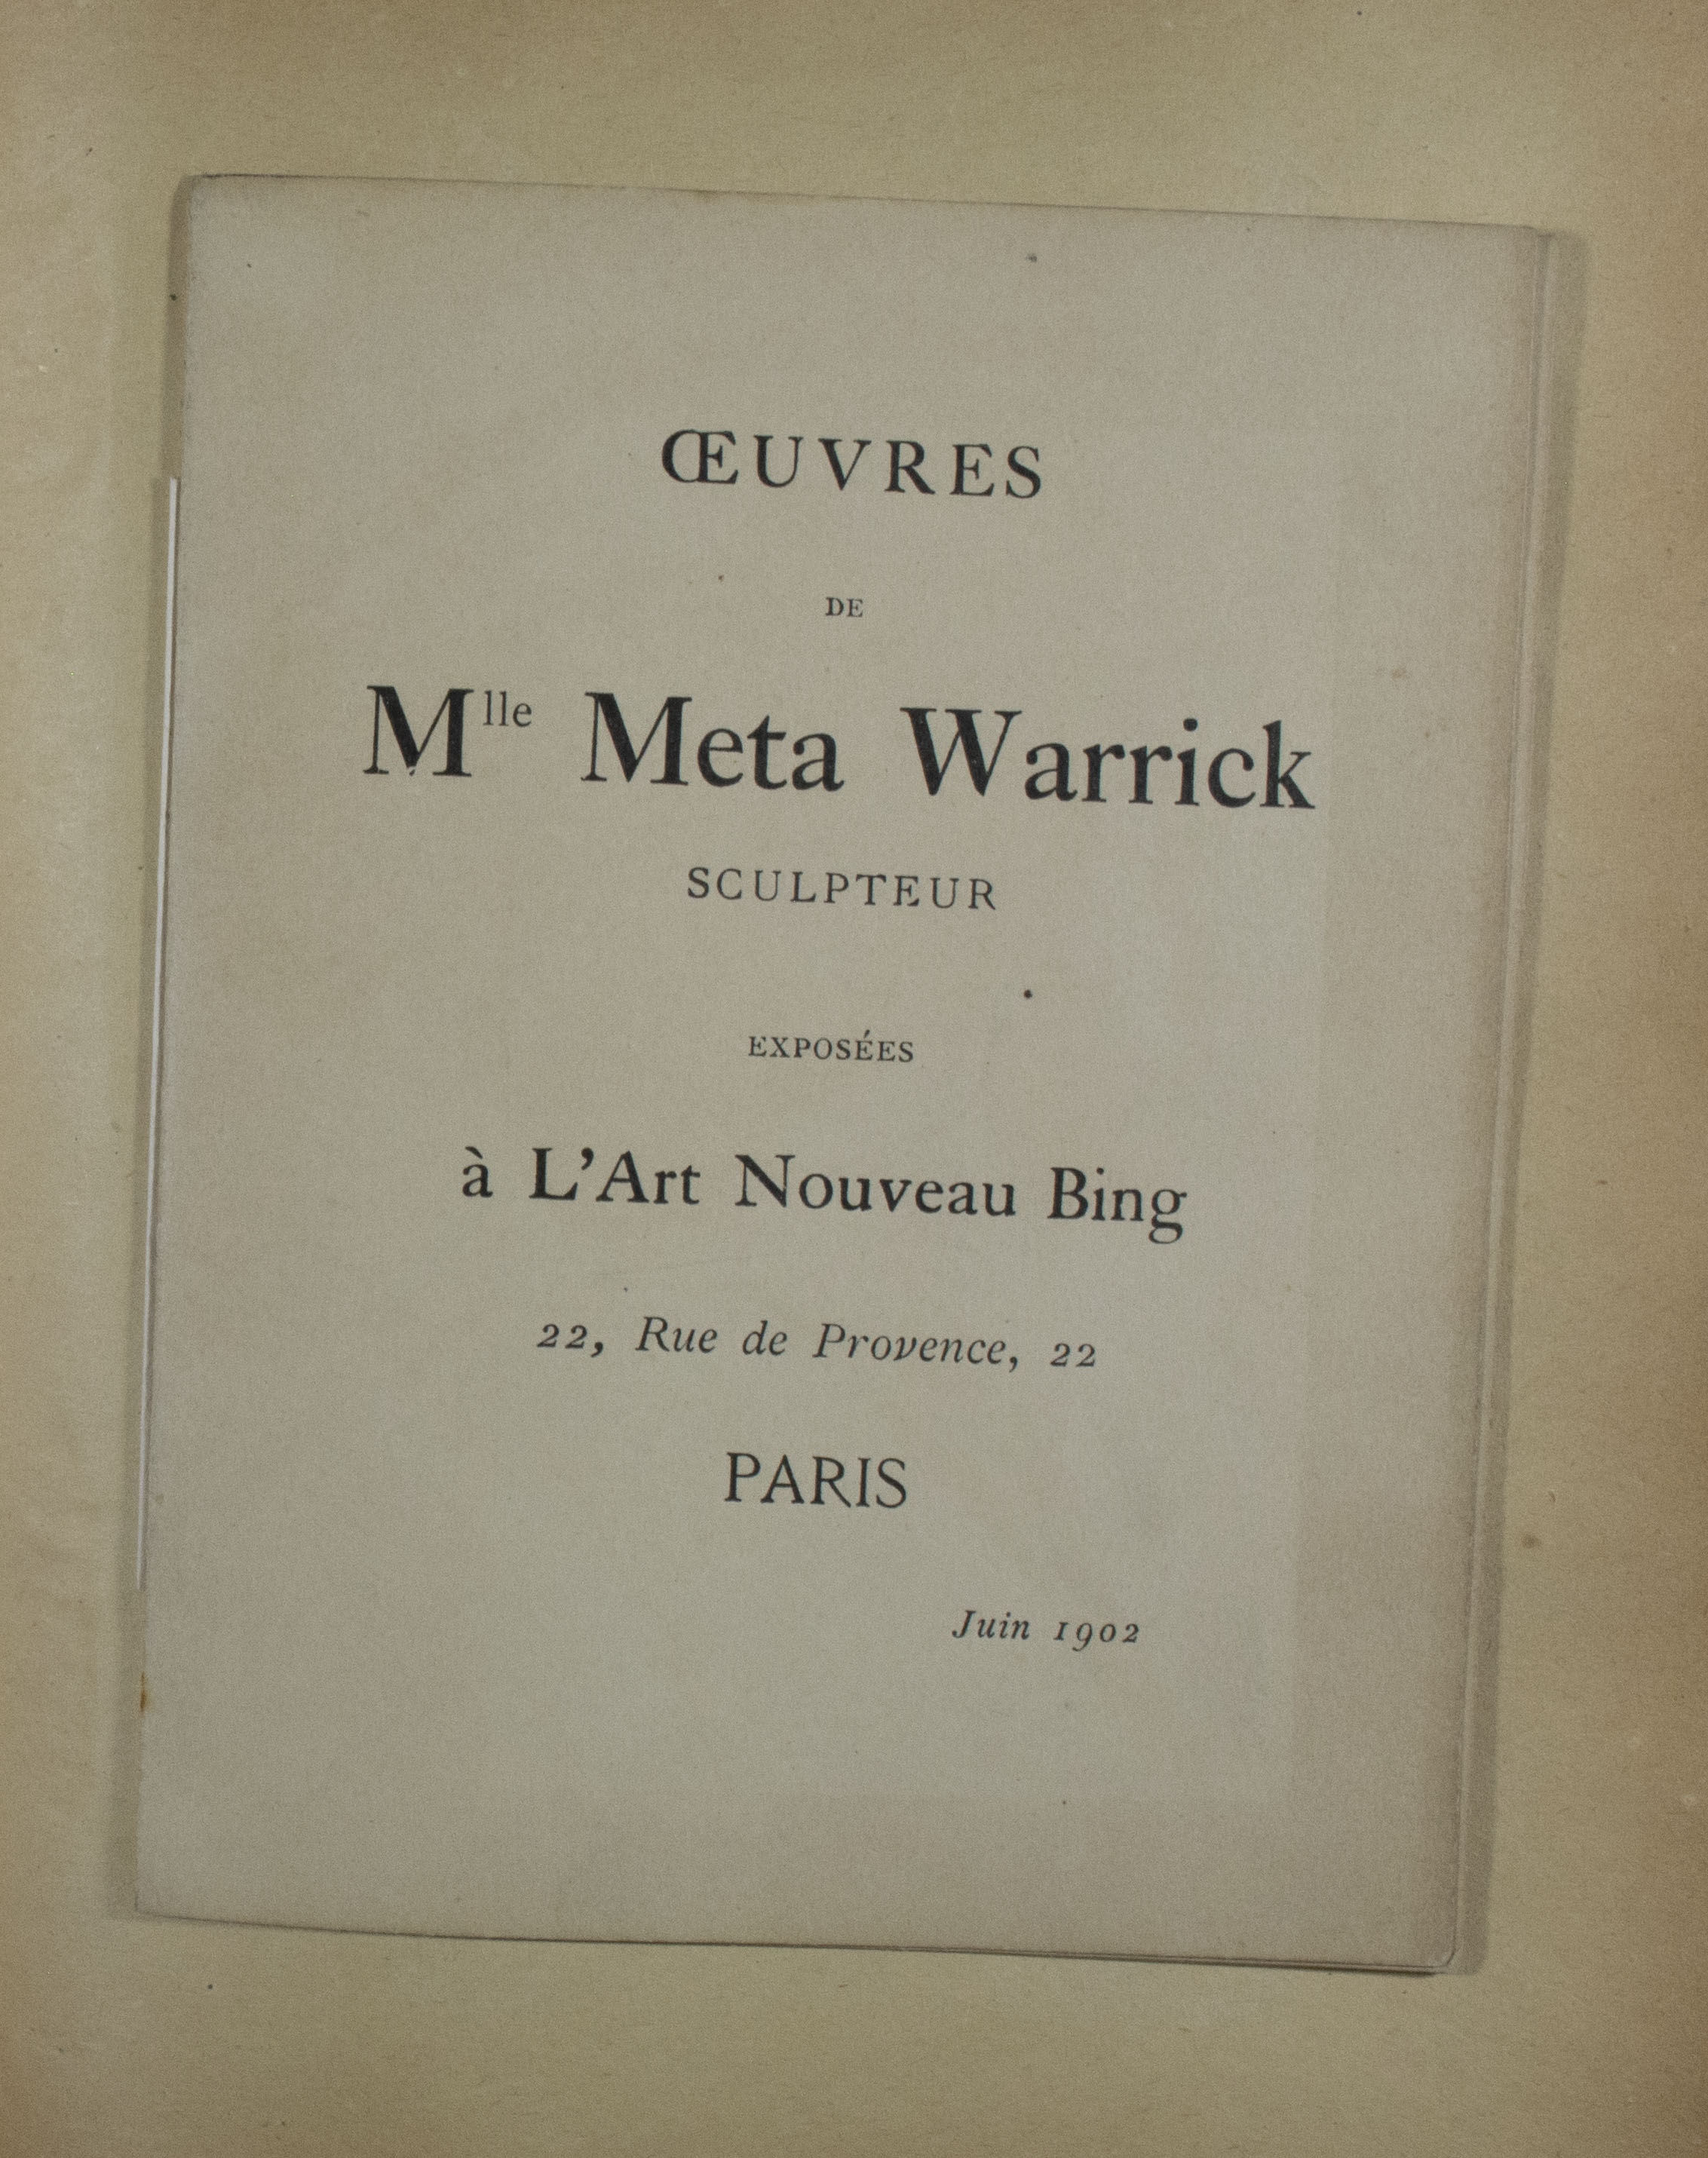 ŒUVRES
DE
Mlle Meta Warrick
SCULPTEUR
EXPOSÉES
à L’Art Nouveau Bing
22, Rue de Provence, 22
PARIS
Juin 1902